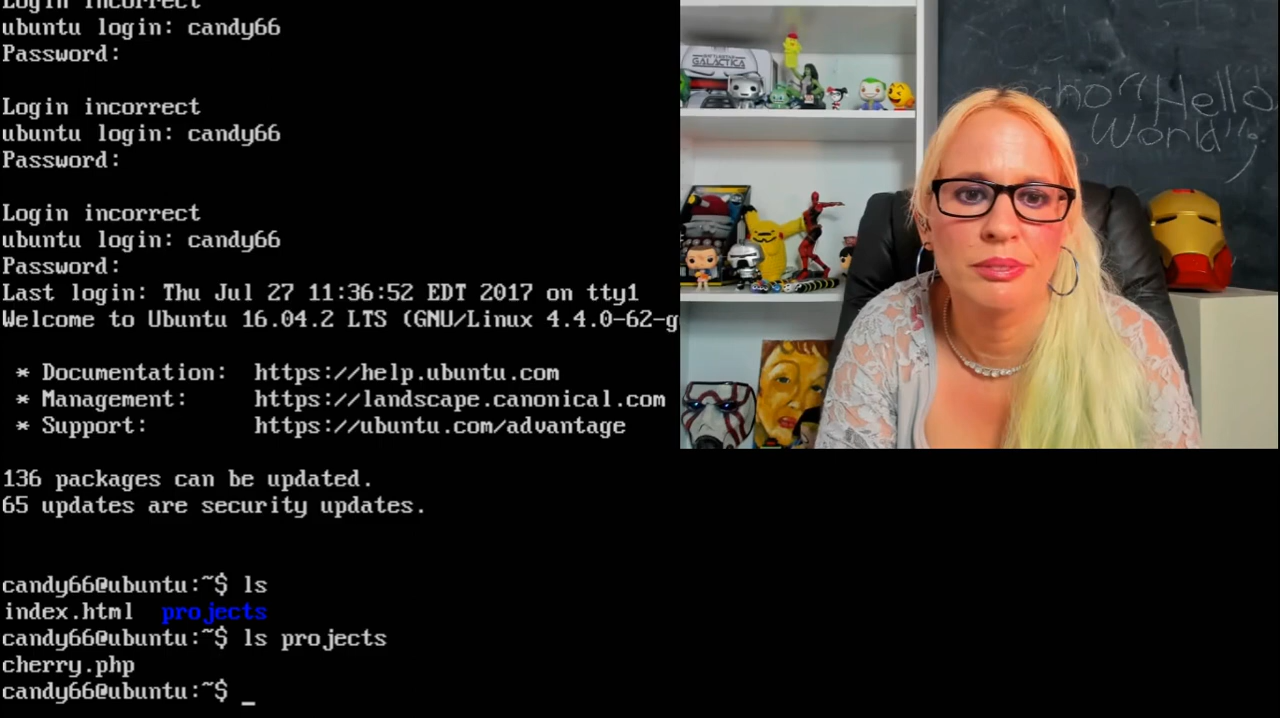 Login incorrect
ubuntu login: candy66
Password:
Login incorrect
ubuntu login: candy66
Password:
Login incorrect
ubuntu login: candy66
Password:
Last login: Thu Jul 27 11:36:52 EDT 2017 on tty1
Welcome to Ubuntu 16.04.2 LTS (GNU/Linux 4.4.0-62-g
* Documentation: https://help.ubuntu.com
* Management: https://landscape.canonical.com
* Support: https://ubuntu.com/advantage
136 packages can be updated.
65 updates are security updates.
candy66@ubuntu:~$ ls
index.html projects
candy66@ubuntu:~$ ls projects
cherry.php
candy66@ubuntu:~$ _
GALACTICA
echo "Hello
World";